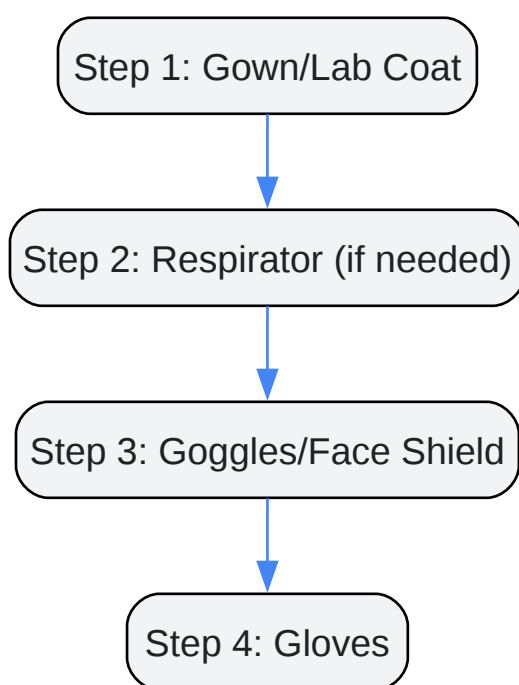 Step 1: Gown/Lab Coat
Step 2: Respirator (if needed)
Step 3: Goggles/Face Shield
Step 4: Gloves